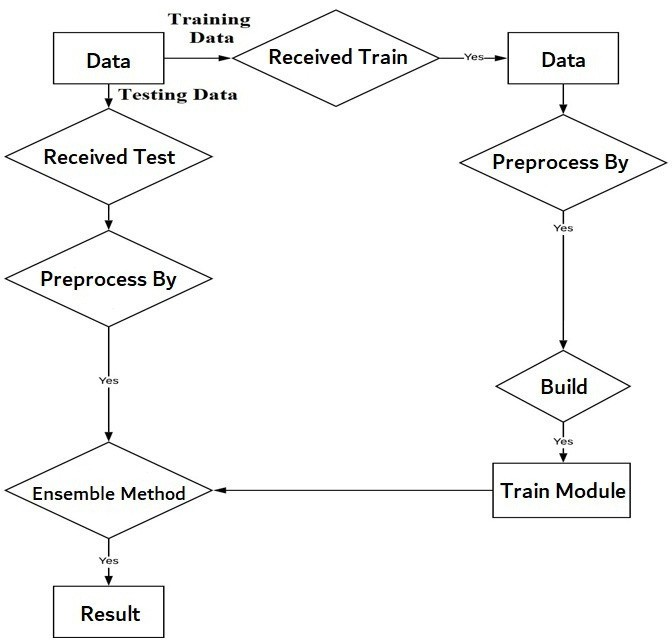 Training
Data
Data
Received Train
Yes
Data
Testing Data
Received Test
Preprocess By
Yes
Preprocess By
Yes
Build
Yes
Ensemble Method
Train Module
Yes
Result